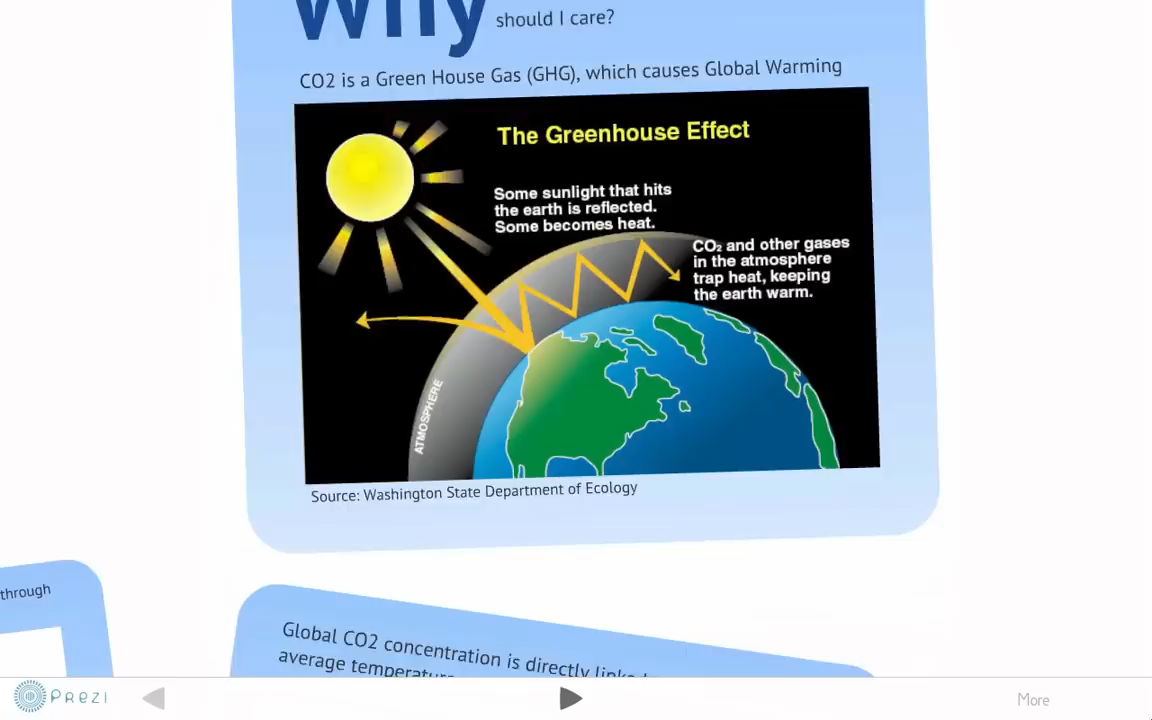 Why should I care?
CO2 is a Green House Gas (GHG), which causes Global Warming
The Greenhouse Effect
Some sunlight that hits
the earth is reflected.
Some becomes heat.
CO₂ and other gases
in the atmosphere
trap heat, keeping
the earth warm.
ATMOSPHERE
Source: Washington State Department of Ecology
through
Global CO2 concentration is directly
average
Prezi
More